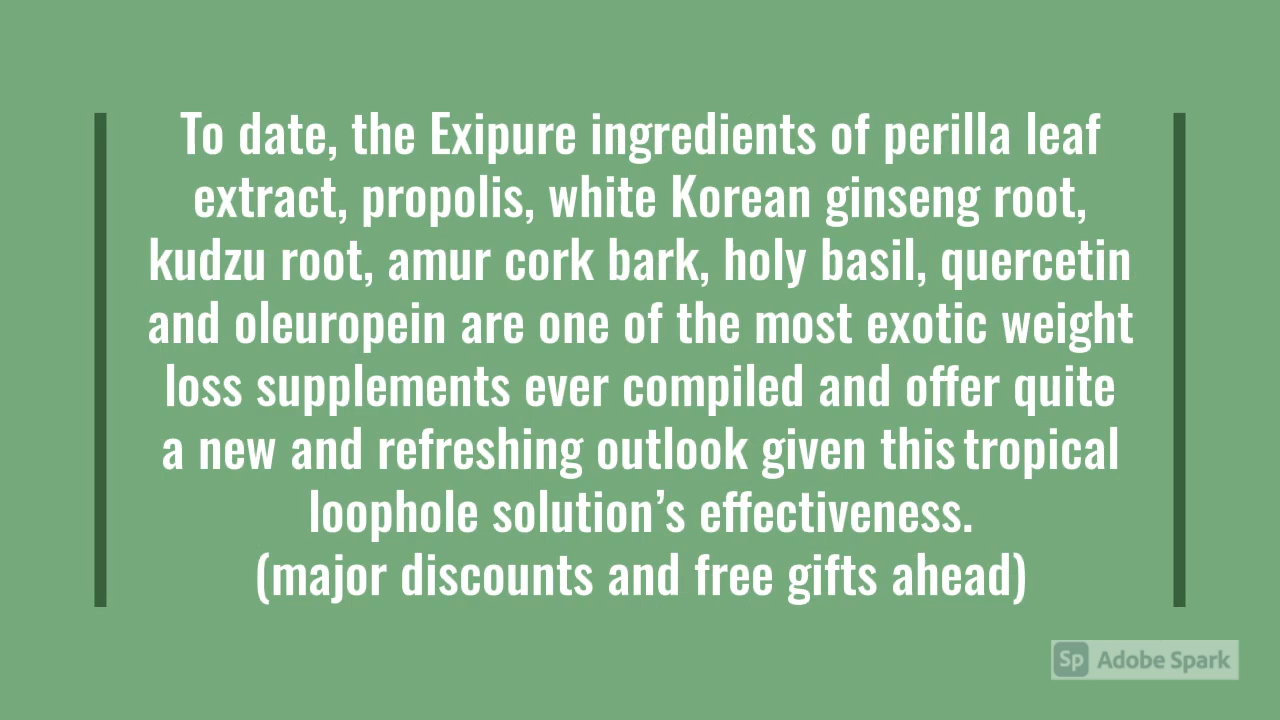 To date, the Exipure ingredients of perilla leaf
extract, propolis, white Korean ginseng root,
kudzu root, amur cork bark, holy basil, quercetin
and oleuropein are one of the most exotic weight
loss supplements ever compiled and offer quite
a new and refreshing outlook given this tropical
loophole solution’s effectiveness.
(major discounts and free gifts ahead)
Sp Adobe Spark